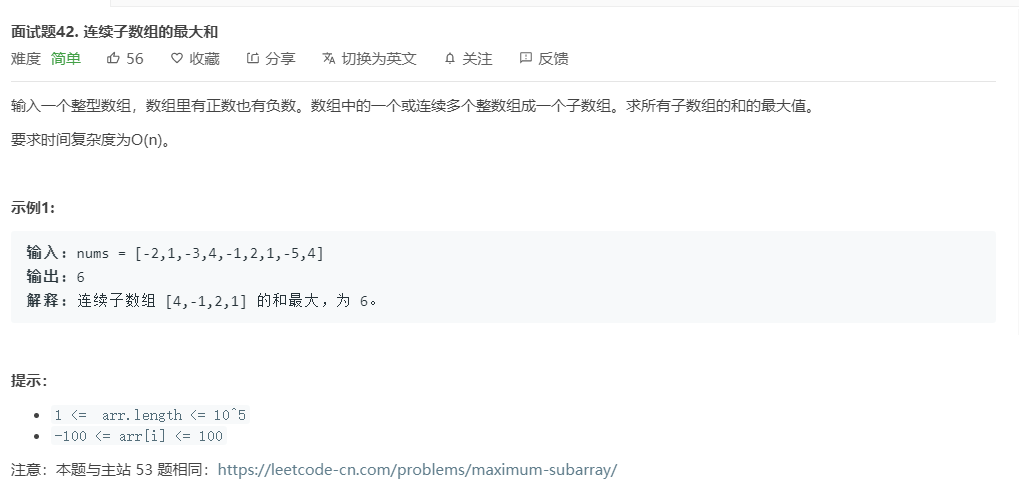 面试题42. 连续子数组的最大和
难度 简单 56 收藏 分享 切换为英文 关注 反馈
输入一个整型数组，数组里有正数也有负数。数组中的一个或连续多个整数组成一个子数组。求所有子数组的和的最大值。
要求时间复杂度为O(n)。
示例1:
输入: nums = [-2,1,-3,4,-1,2,1,-5,4]
输出: 6
解释: 连续子数组 [4,-1,2,1] 的和最大，为 6。
提示：
1 <= arr.length <= 10^5
-100 <= arr[i] <= 100
注意：本题与主站 53 题相同：https://leetcode-cn.com/problems/maximum-subarray/